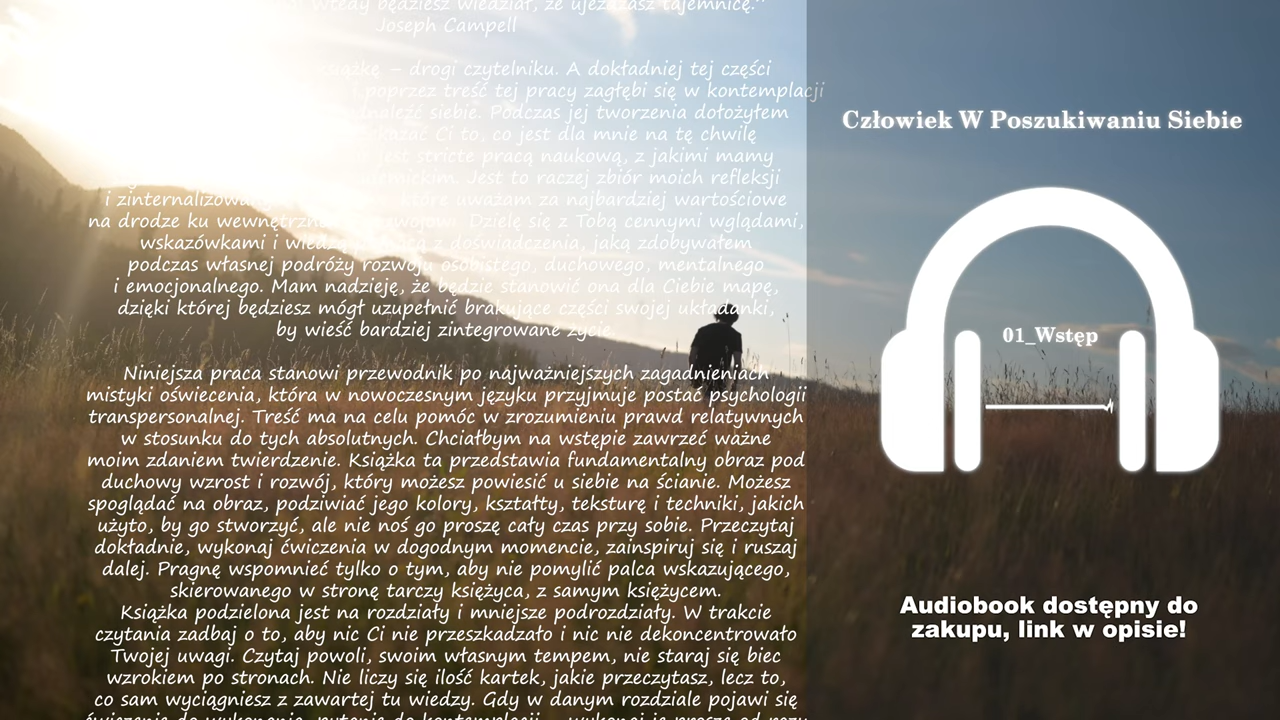 Wtedy będziesz wiedział, że ujeżdżasz tajemnicę."
Joseph Campell
książkę – drogi czytelniku. A dokładniej tej części
i poprzez treść tej pracy zagłębi się w kontemplacji
siebie. Podczas jej tworzenia dołożyłem
Ci to, co jest dla mnie na tę chwilę
jest stricte pracą naukową, z jakimi mamy
Jest to raczej zbiór moich refleksji
i które uważam za najbardziej wartościowe
na drodze ku Dzielę się z Tobą cennymi wglądami,
wskazówkami i z doświadczenia, jaką zdobywałem
podczas własnej podróży rozwoju osobistego, duchowego, mentalnego
i emocjonalnego. Mam nadzieję, że będzie stanowić ona dla Ciebie mapę,
dzięki której będziesz mógł uzupełnić brakujące części swojej układanki,
by wieść bardziej zintegrowane życie.
Niniejsza praca stanowi przewodnik po najważniejszych zagadnieniach
mistyki oświecenia, która w nowoczesnym języku przyjmuje postać psychologii
transpersonalnej. Treść ma na celu pomóc w zrozumieniu prawd relatywnych
w stosunku do tych absolutnych. Chciałbym na wstępie zawrzeć ważne
moim zdaniem twierdzenie. Książka ta przedstawia fundamentalny obraz pod
duchowy wzrost i rozwój, który możesz powiesić u siebie na ścianie. Możesz
spoglądać na obraz, podziwiać jego kolory, kształty, teksturę i techniki, jakich
użyto, by go stworzyć, ale nie noś go proszę cały czas przy sobie. Przeczytaj
dokładnie, wykonaj ćwiczenia w dogodnym momencie, zainspiruj się i ruszaj
dalej. Pragnę wspomnieć tylko o tym, aby nie pomylić palca wskazującego,
skierowanego w stronę tarczy księżyca, z samym księżycem.
Książka podzielona jest na rozdziały i mniejsze podrozdziały. W trakcie
czytania zadbaj o to, aby nic Ci nie przeszkadzało i nic nie dekoncentrowało
Twojej uwagi. Czytaj powoli, swoim własnym tempem, nie staraj się biec
wzrokiem po stronach. Nie liczy się ilość kartek, jakie przeczytasz, lecz to,
co sam wyciągniesz z zawartej tu wiedzy. Gdy w danym rozdziale pojawi się
Człowiek W Poszukiwaniu Siebie
01_Wstęp
Audiobook dostępny do
zakupu, link w opisie!